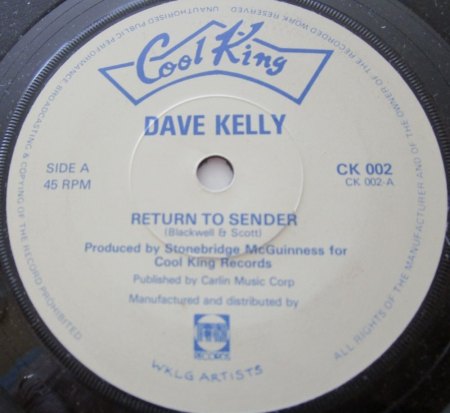 Cool King
DAVE KELLY
SIDE A
45 RPM
CK 002
CK 002-A
RETURN TO SENDER
(Blackwell & Scott)
Produced by Stonebridge McGuinness for
Cool King Records
Published by Carlin Music Corp
Manufactured and distributed by
RECORDS
WKLG ARTISTS
ALL RIGHTS OF THE MANUFACTURER AND OF THE OWNER OF THE RECORDED WORK RESERVED. UNAUTHORISED PUBLIC PERFORMANCE BROADCASTING & COPYING OF THE RECORD PROHIBITED